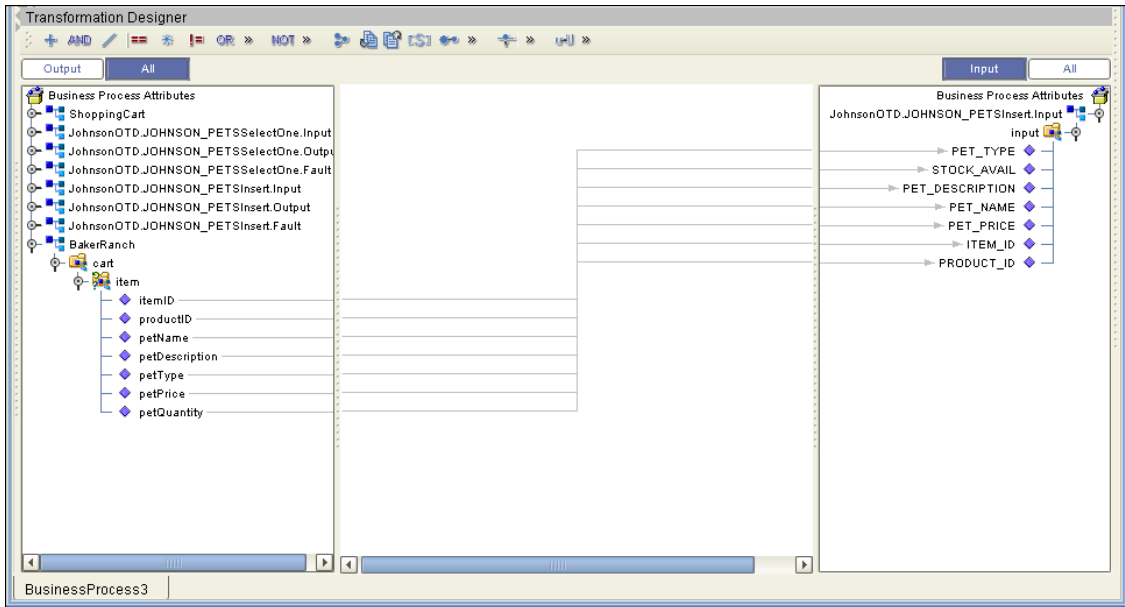 Transformation Designer
AND == != OR » NOT » [S] » » »
Output All Input All
Business Process Attributes
ShoppingCart
JohnsonOTD.JOHNSON_PETSSelectOne.Input
JohnsonOTD.JOHNSON_PETSSelectOne.Outpu
JohnsonOTD.JOHNSON_PETSSelectOne.Fault
JohnsonOTD.JOHNSON_PETSInsert.Input
JohnsonOTD.JOHNSON_PETSInsert.Output
JohnsonOTD.JOHNSON_PETSInsert.Fault
BakerRanch
cart
item
itemID
productID
petName
petDescription
petType
petPrice
petQuantity
Business Process Attributes
JohnsonOTD.JOHNSON_PETSInsert.Input
input
PET_TYPE
STOCK_AVAIL
PET_DESCRIPTION
PET_NAME
PET_PRICE
ITEM_ID
PRODUCT_ID
BusinessProcess3